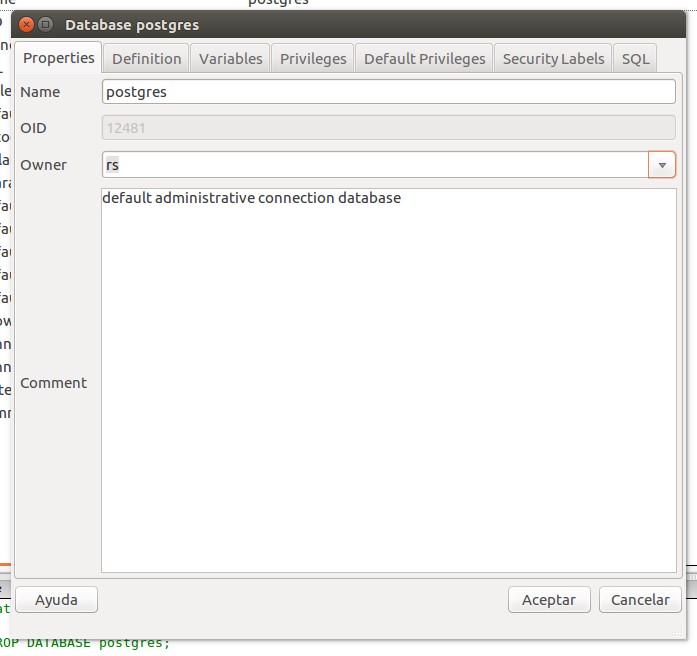 postgres
Database postgres
Properties Definition Variables Privileges Default Privileges Security Labels SQL
Name postgres
OID 12481
Owner rs
default administrative connection database
Comment
Ayuda Aceptar Cancelar
DATABASE postgres;